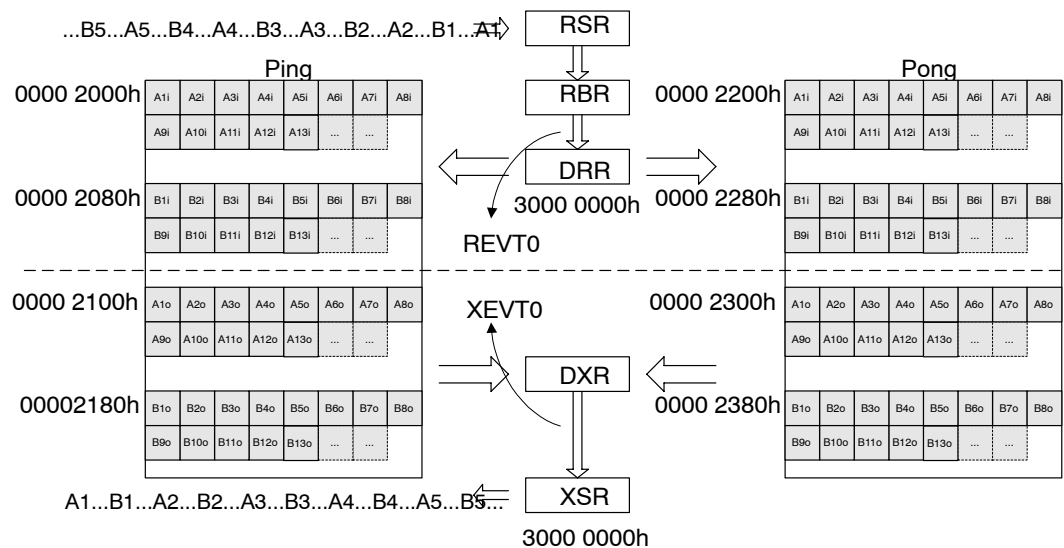 ...B5...A5...B4...A4...B3...A3...B2...A2...B1...A1
RSR
Ping
Pong
0000 2000h
A1i A2i A3i A4i A5i A6i A7i A8i
A9i A10i A11i A12i A13i ... ...
RBR
0000 2200h
A1i A2i A3i A4i A5i A6i A7i A8i
A9i A10i A11i A12i A13i ... ...
DRR
3000 0000h
0000 2080h
B1i B2i B3i B4i B5i B6i B7i B8i
B9i B10i B11i B12i B13i ... ...
0000 2280h
B1i B2i B3i B4i B5i B6i B7i B8i
B9i B10i B11i B12i B13i ... ...
REVT0
0000 2100h
A1o A2o A3o A4o A5o A6o A7o A8o
A9o A10o A11o A12o A13o ... ...
XEVT0
0000 2300h
A1o A2o A3o A4o A5o A6o A7o A8o
A9o A10o A11o A12o A13o ... ...
DXR
00002180h
B1o B2o B3o B4o B5o B6o B7o B8o
B9o B10o B11o B12o B13o ... ...
0000 2380h
B1o B2o B3o B4o B5o B6o B7o B8o
B9o B10o B11o B12o B13o ... ...
A1...B1...A2...B2...A3...B3...A4...B4...A5...B5...
XSR
3000 0000h